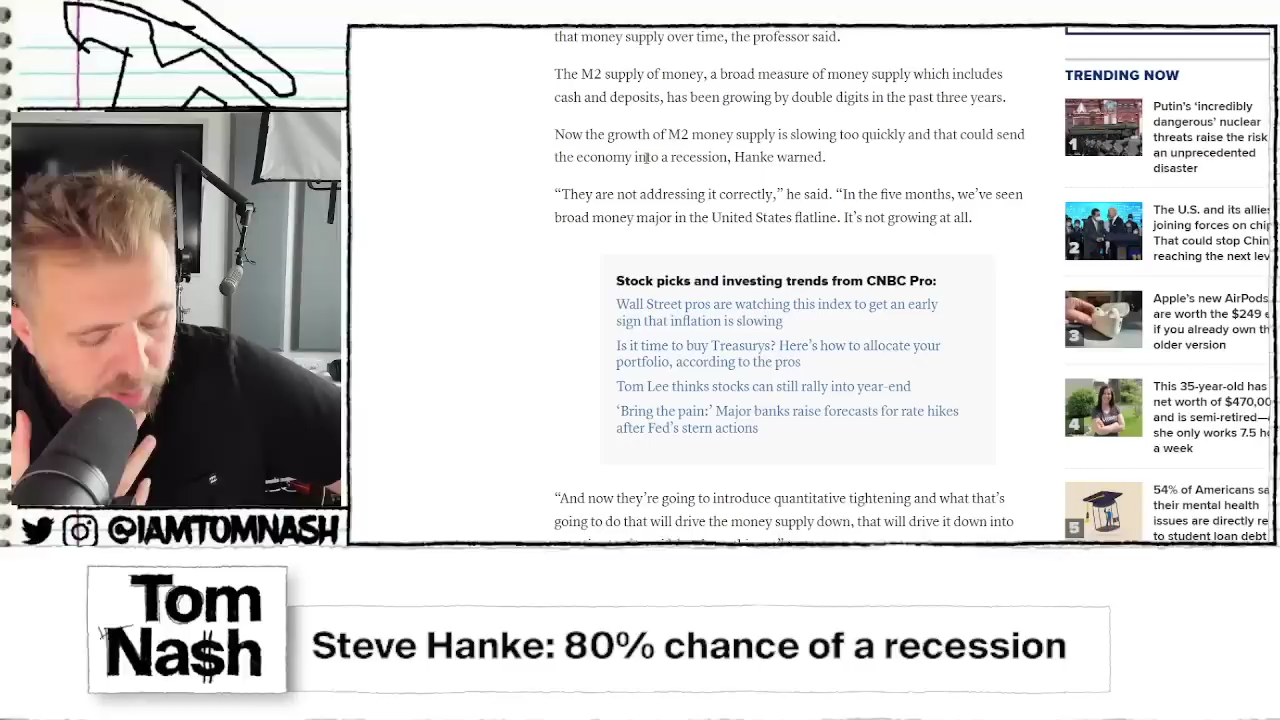 that money supply over time, the professor said.
The M2 supply of money, a broad measure of money supply which includes
cash and deposits, has been growing by double digits in the past three years.
Now the growth of M2 money supply is slowing too quickly and that could send
the economy into a recession, Hanke warned.
“They are not addressing it correctly,” he said. “In the five months, we’ve seen
broad money major in the United States flatline. It’s not growing at all.
Stock picks and investing trends from CNBC Pro:
Wall Street pros are watching this index to get an early
sign that inflation is slowing
Is it time to buy Treasurys? Here’s how to allocate your
portfolio, according to the pros
Tom Lee thinks stocks can still rally into year-end
‘Bring the pain:’ Major banks raise forecasts for rate hikes
after Fed’s stern actions
“And now they’re going to introduce quantitative tightening and what that’s
going to do that will drive the money supply down, that will drive it down into
TRENDING NOW
1
Putin’s ‘incredibly
dangerous’ nuclear
threats raise the risk
an unprecedented
disaster
2
The U.S. and its allies
joining forces on chip
That could stop Chin
reaching the next lev
3
Apple’s new AirPods
are worth the $249
if you already own th
older version
4
This 35-year-old has
net worth of $470,00
and is semi-retired—
she only works 7.5 h
a week
5
54% of Americans sa
their mental health
issues are directly re
to student loan debt
@IAMTOMNASH
Tom
Na$h
Steve Hanke: 80% chance of a recession